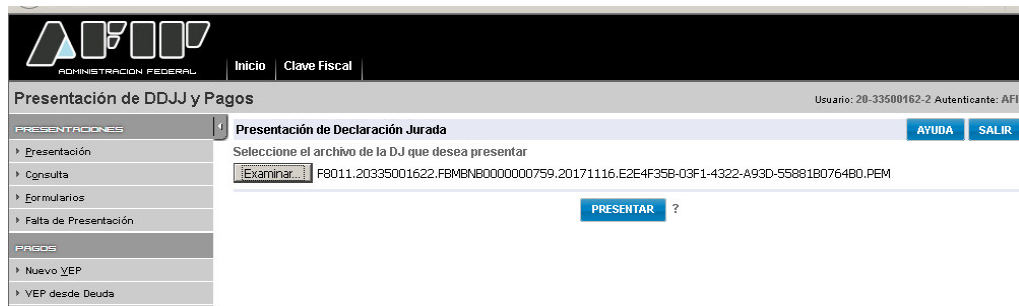 AFIP
ADMINISTRACION FEDERAL
Inicio
Clave Fiscal
Presentación de DDJJ y Pagos
Usuario: 20-33500162-2 Autenticante: AFI
PRESENTACIONES
Presentación
Consulta
Formularios
Falta de Presentación
PAGOS
Nuevo VEP
VEP desde Deuda
Presentación de Declaración Jurada
AYUDA
SALIR
Seleccione el archivo de la DJ que desea presentar
Examinar... F8011.20335001622.FBMBNB0000000759.20171116.E2E4F35B-03F1-4322-A93D-55881B0764B0.PEM
PRESENTAR ?